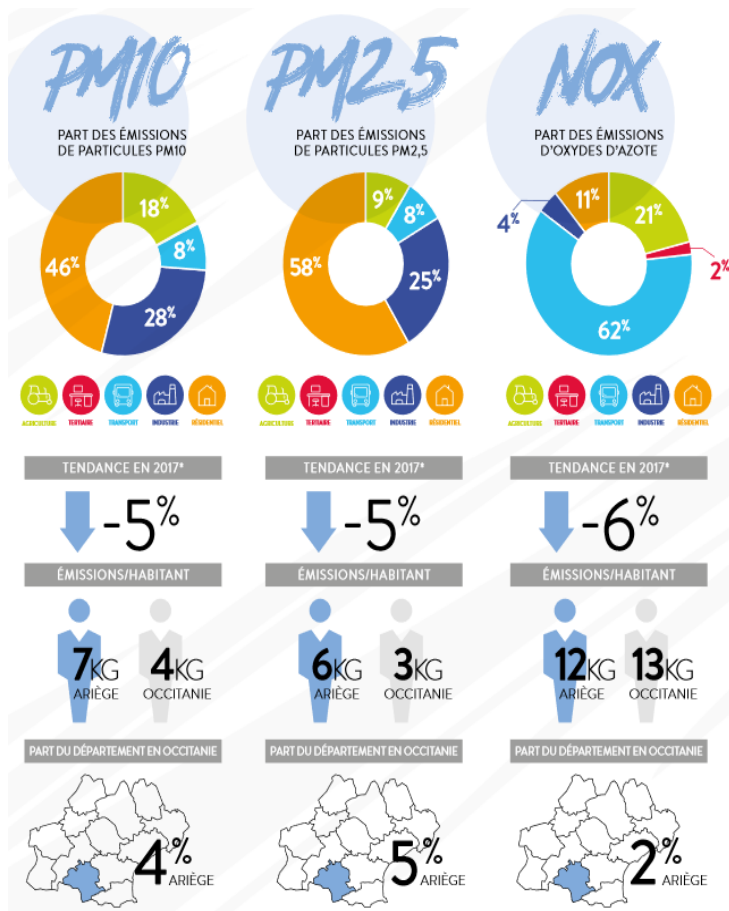 PM10
PART DES ÉMISSIONS
DE PARTICULES PM10
18%
8%
28%
46%
AGRICULTURE
TERTIAIRE
TRANSPORT
INDUSTRIE
RÉSIDENTIEL
TENDANCE EN 2017*
-5%
ÉMISSIONS/HABITANT
7KG
ARIÈGE
4KG
OCCITANIE
PART DU DÉPARTEMENT EN OCCITANIE
4%
ARIÈGE
PM2.5
PART DES ÉMISSIONS
DE PARTICULES PM2,5
9%
8%
25%
58%
AGRICULTURE
TERTIAIRE
TRANSPORT
INDUSTRIE
RÉSIDENTIEL
TENDANCE EN 2017*
-5%
ÉMISSIONS/HABITANT
6KG
ARIÈGE
3KG
OCCITANIE
PART DU DÉPARTEMENT EN OCCITANIE
5%
ARIÈGE
NOX
PART DES ÉMISSIONS
D'OXYDES D'AZOTE
21%
2%
62%
4%
11%
AGRICULTURE
TERTIAIRE
TRANSPORT
INDUSTRIE
RÉSIDENTIEL
TENDANCE EN 2017*
-6%
ÉMISSIONS/HABITANT
12KG
ARIÈGE
13KG
OCCITANIE
PART DU DÉPARTEMENT EN OCCITANIE
2%
ARIÈGE